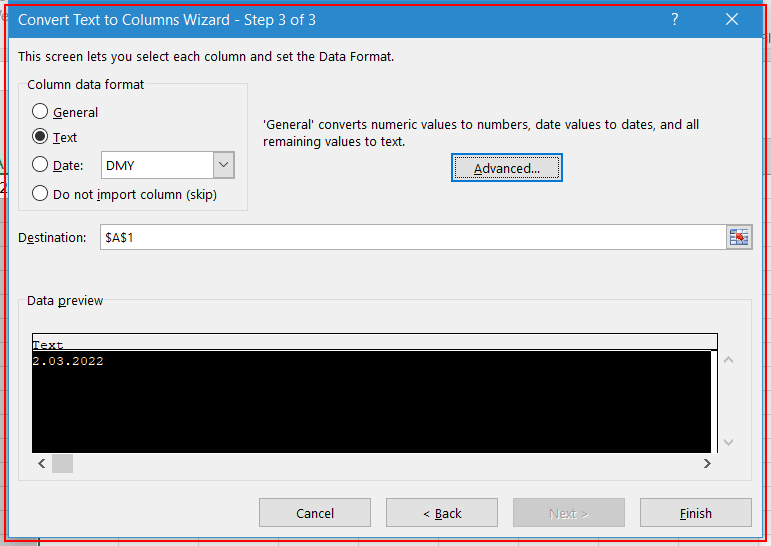 Convert Text to Columns Wizard - Step 3 of 3
?
This screen lets you select each column and set the Data Format.
Column data format
General
Text
Date: DMY
Do not import column (skip)
'General' converts numeric values to numbers, date values to dates, and all
remaining values to text.
Advanced...
Destination: $A$1
Data preview
Text
2.03.2022
Cancel
< Back
Next >
Finish